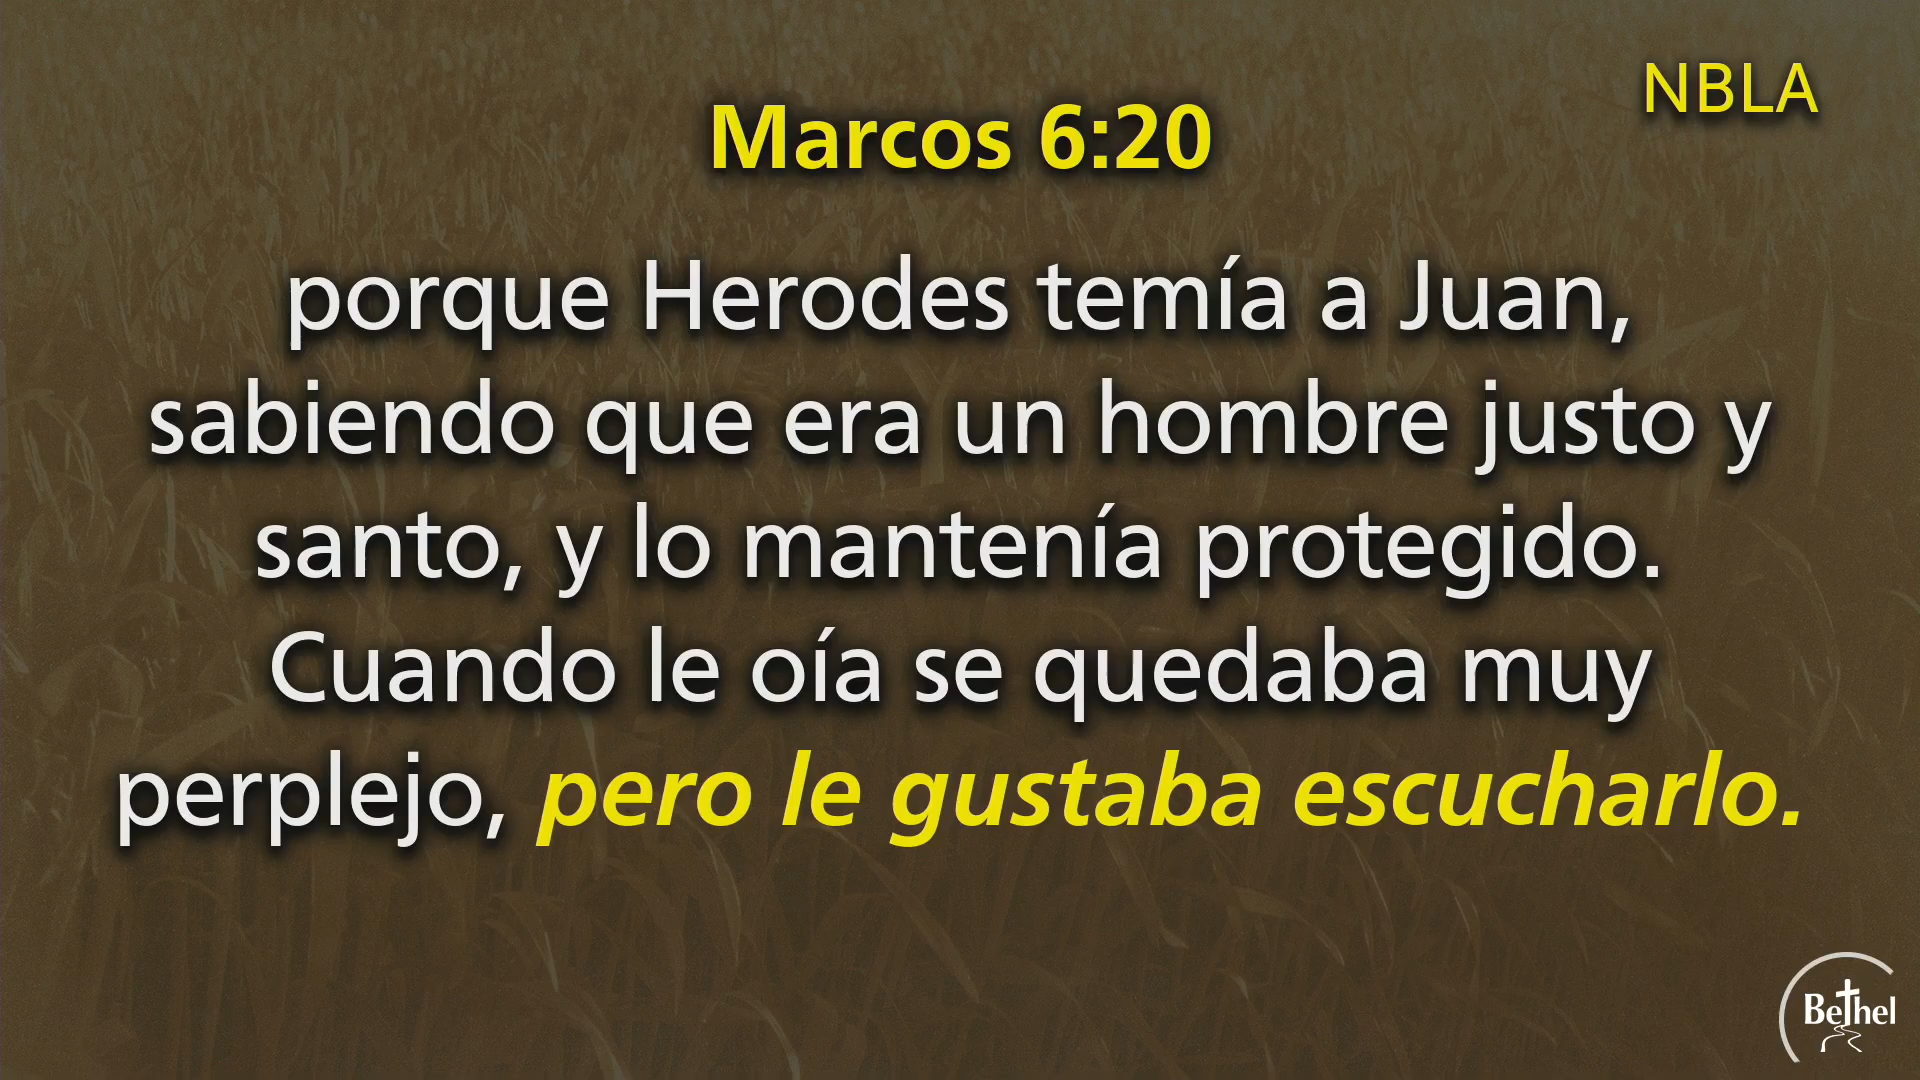 NBLA
Marcos 6:20
porque Herodes temía a Juan,
sabiendo que era un hombre justo y
santo, y lo mantenía protegido.
Cuando le oía se quedaba muy
perplejo, pero le gustaba escucharlo.
Bethel